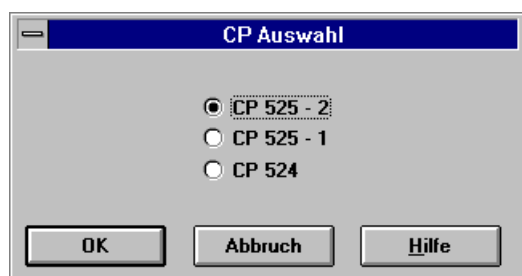 CP Auswahl
CP 525 - 2
CP 525 - 1
CP 524
OK Abbruch Hilfe